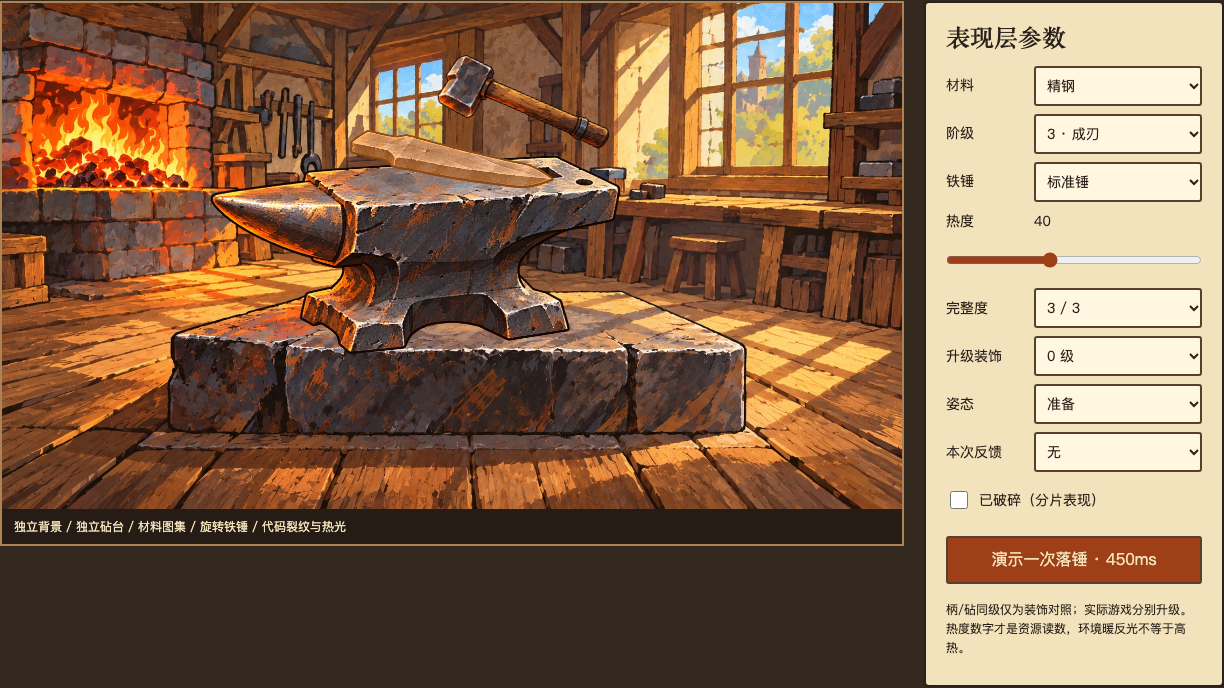 表现层参数
材料
精钢
阶级
3 · 成刃
铁锤
标准锤
热度
40
完整度
3 / 3
升级装饰
0 级
姿态
准备
本次反馈
无
已破碎（分片表现）
演示一次落锤 · 450ms
柄/砧同级仅为装饰对照；实际游戏分别升级。
热度数字才是资源读数，环境暖反光不等于高
热。
独立背景 / 独立砧台 / 材料图集 / 旋转铁锤 / 代码裂纹与热光